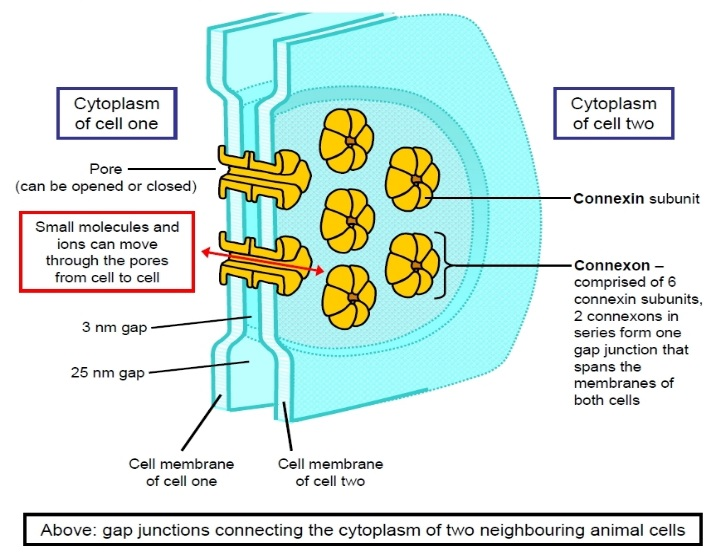 Cytoplasm
of cell one
Cytoplasm
of cell two
Pore
(can be opened or closed)
Connexin subunit
Small molecules and
ions can move
through the pores
from cell to cell
Connexon –
comprised of 6
connexin subunits,
2 connexons in
series form one
gap junction that
spans the
membranes of
both cells
3 nm gap
25 nm gap
Cell membrane
of cell one
Cell membrane
of cell two
Above: gap junctions connecting the cytoplasm of two neighbouring animal cells